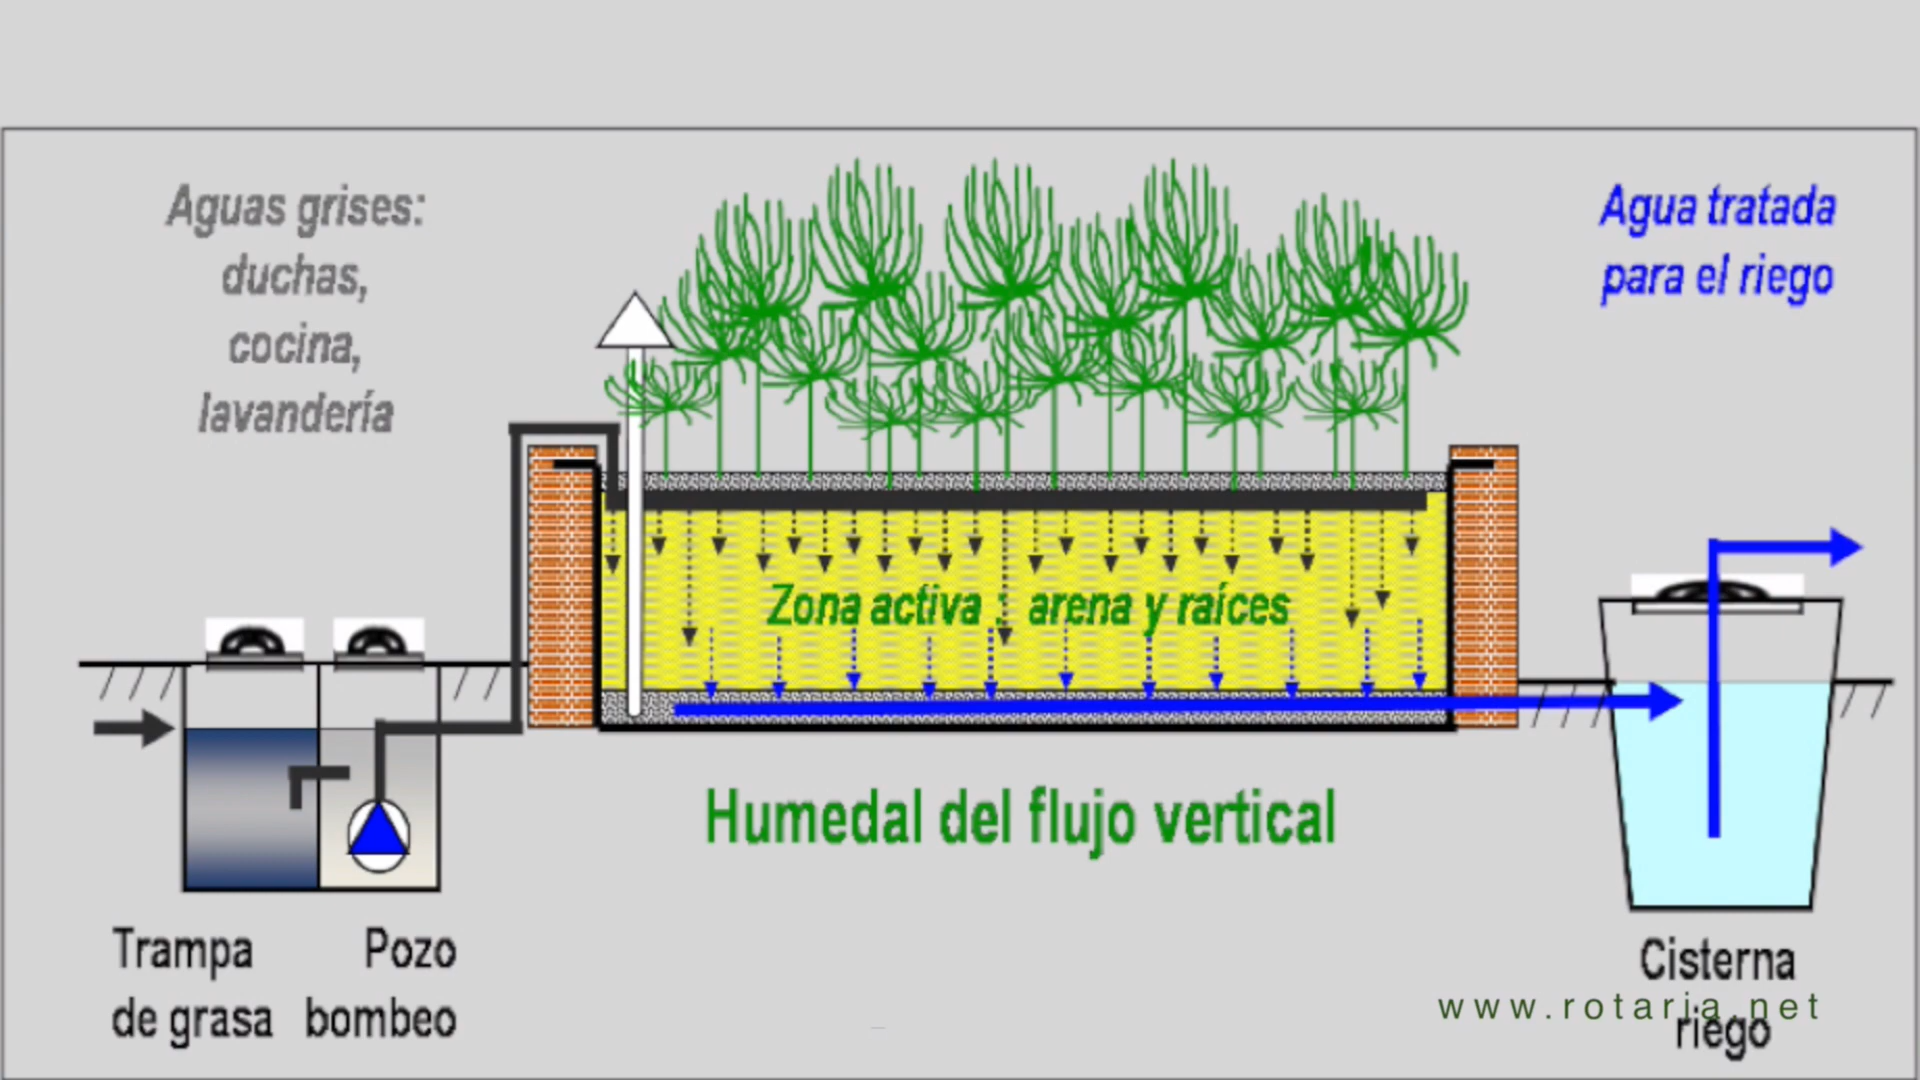 Aguas grises:
duchas,
cocina,
lavandería
Agua tratada
para el riego
Zona activa : arena y raíces
Humedal del flujo vertical
Trampa
de grasa
Pozo
bombeo
Cisterna
riego
www.rotaria.net